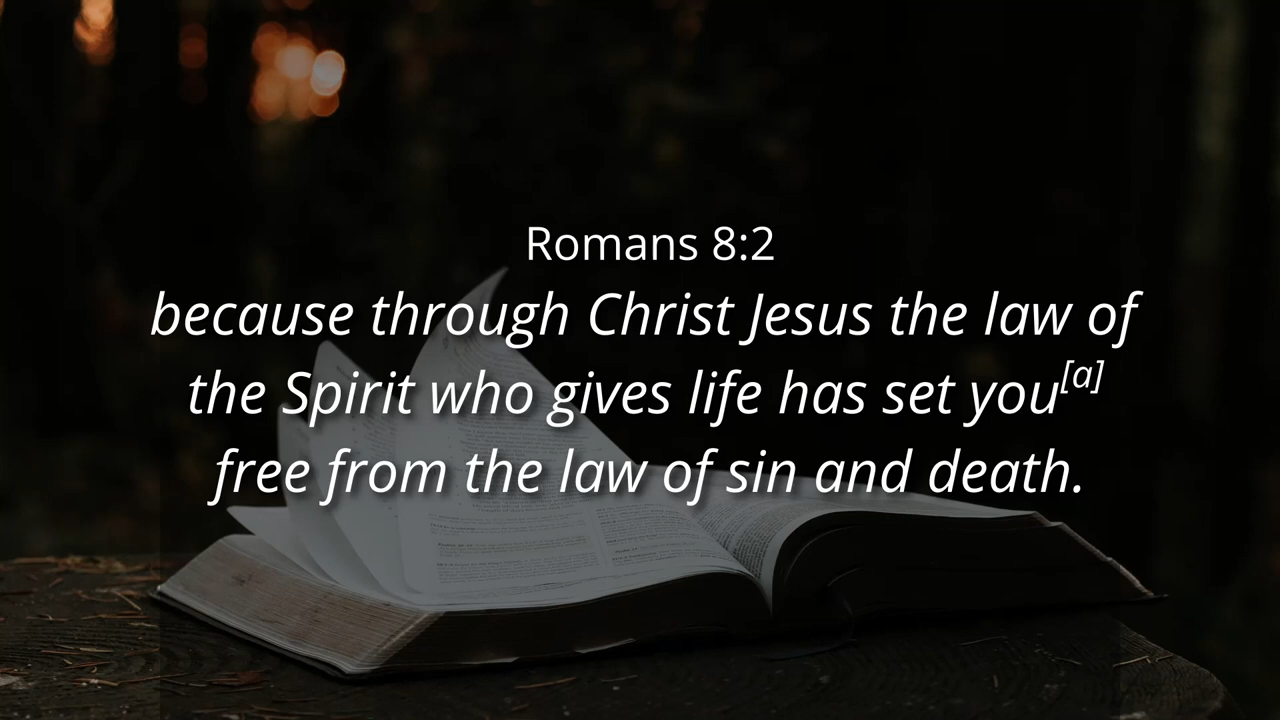 Romans 8:2
because through Christ Jesus the law of
the Spirit who gives life has set you[a]
free from the law of sin and death.